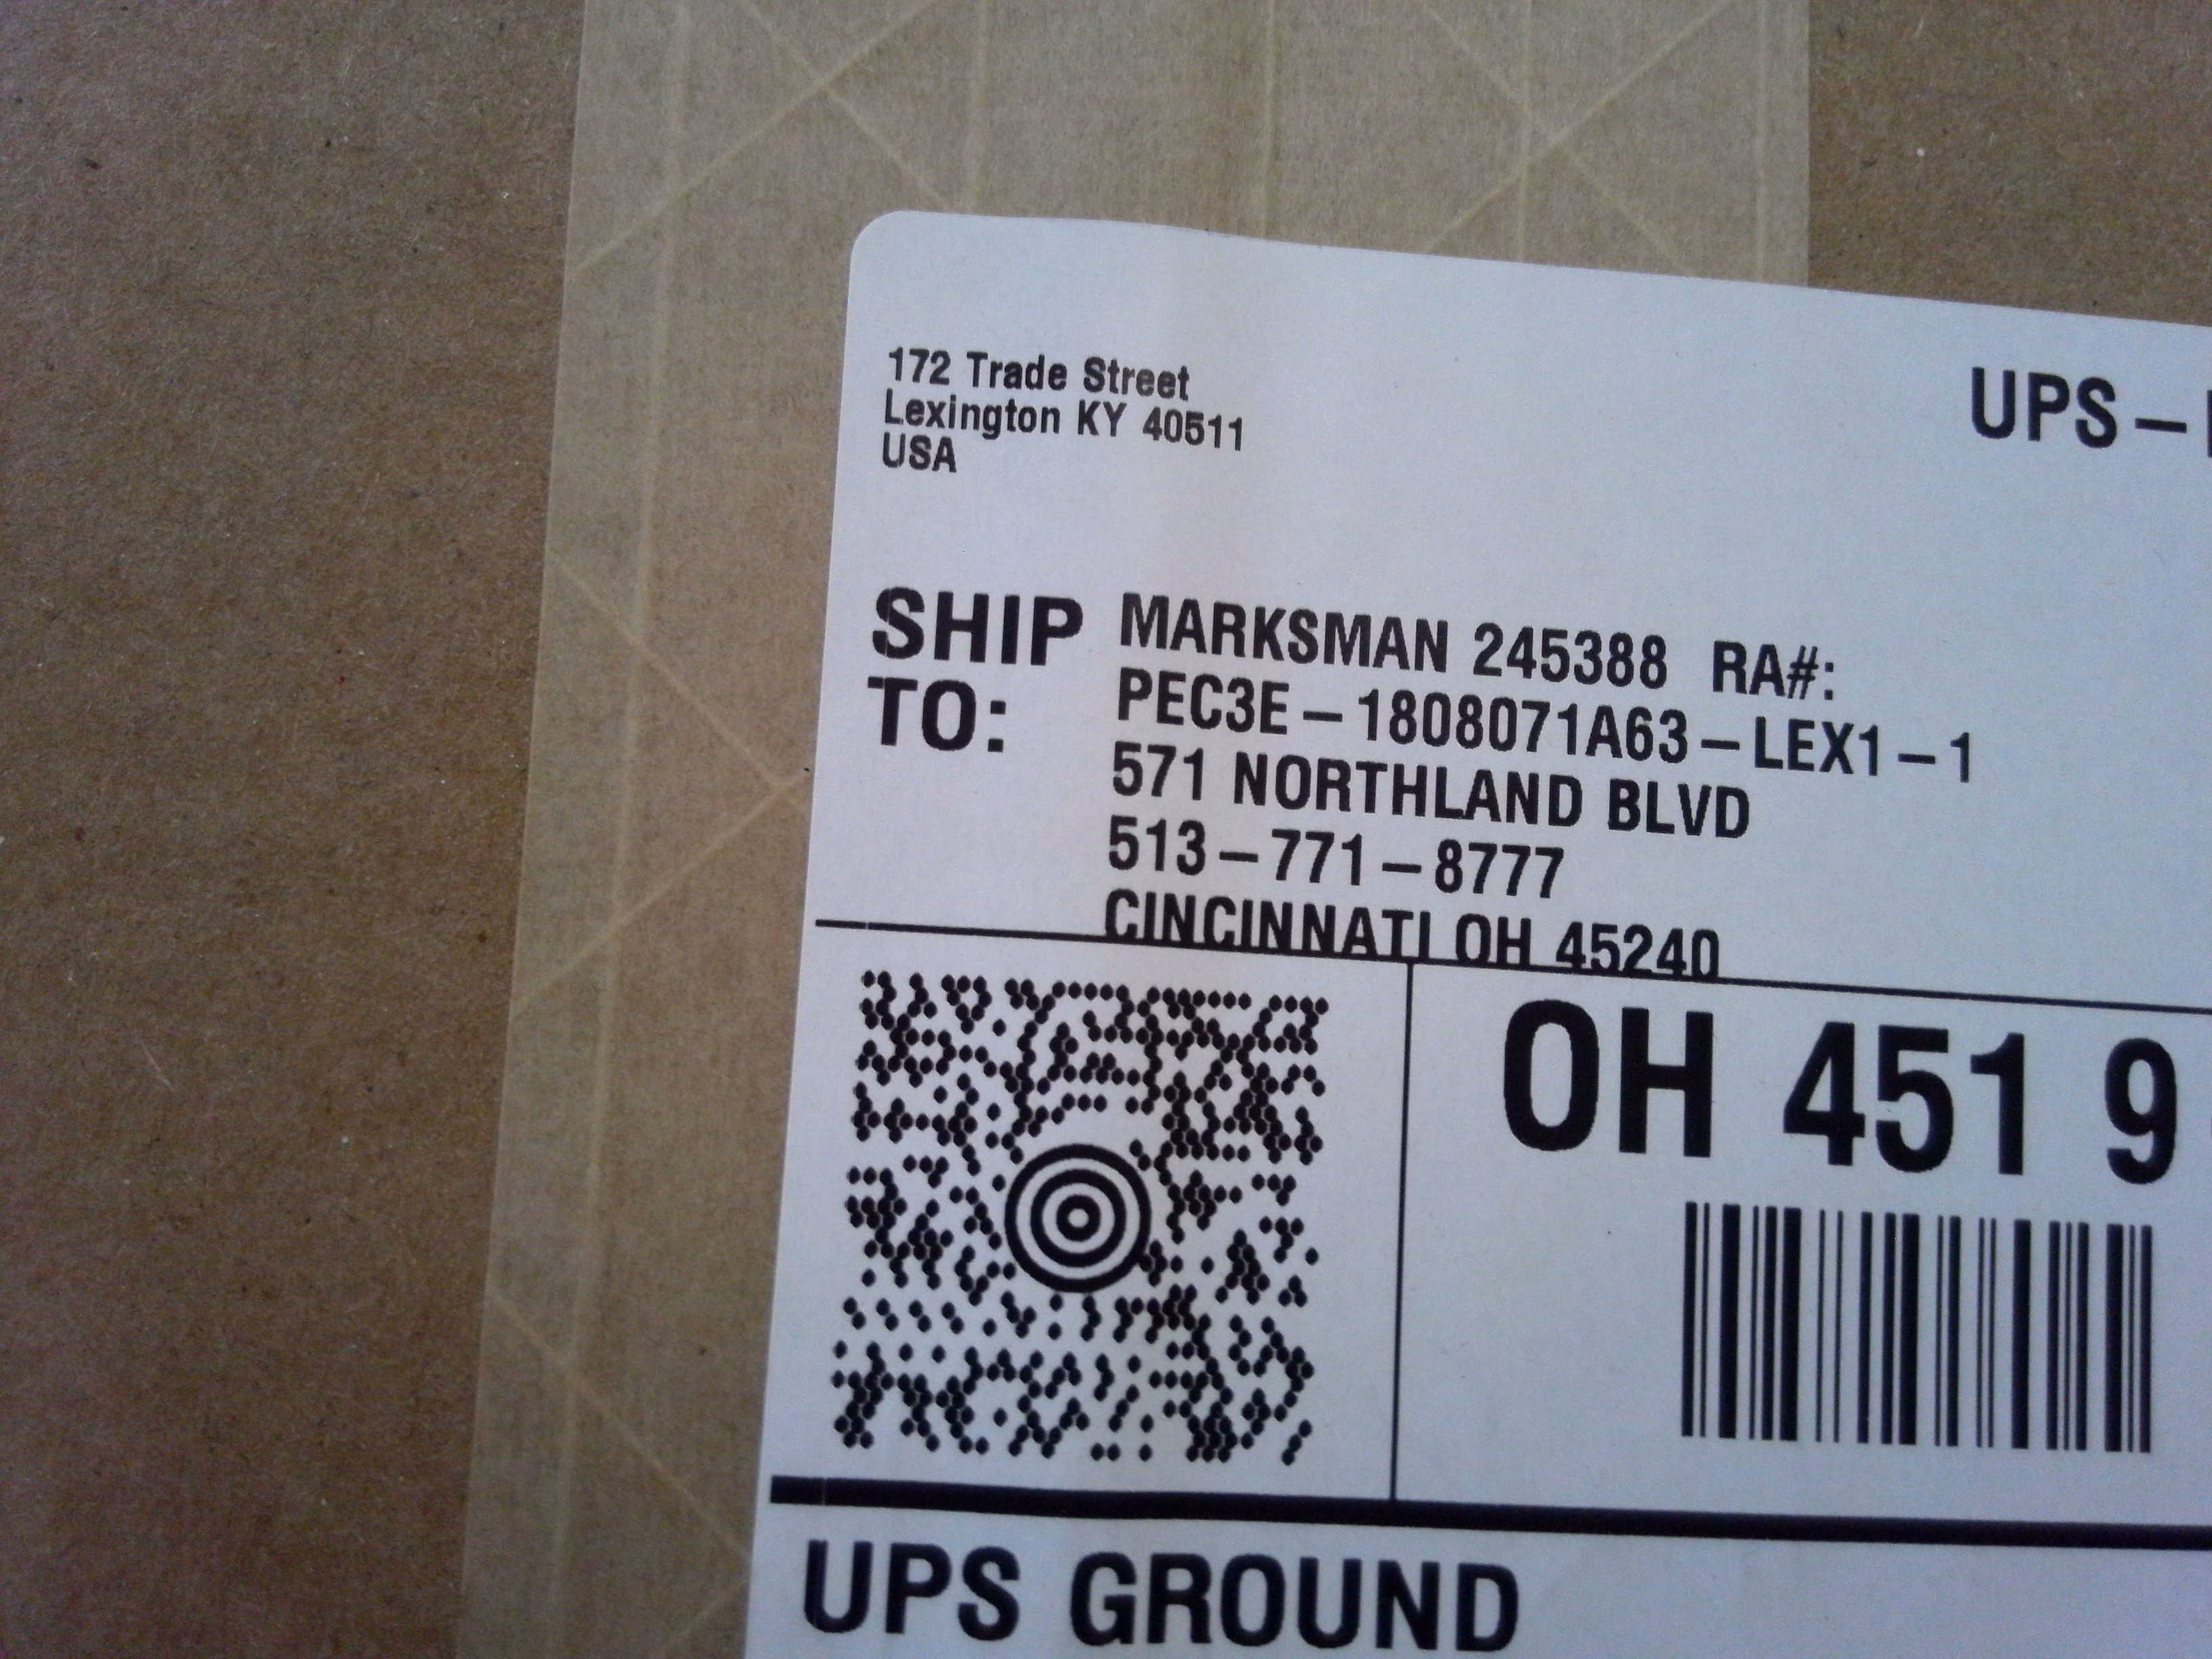 172 Trade Street
Lexington KY 40511
USA
UPS-
SHIP TO:
MARKSMAN 245388 RA#:
PEC3E-1808071A63-LEX1-1
571 NORTHLAND BLVD
513-771-8777
CINCINNATI OH 45240
OH 451 9
UPS GROUND